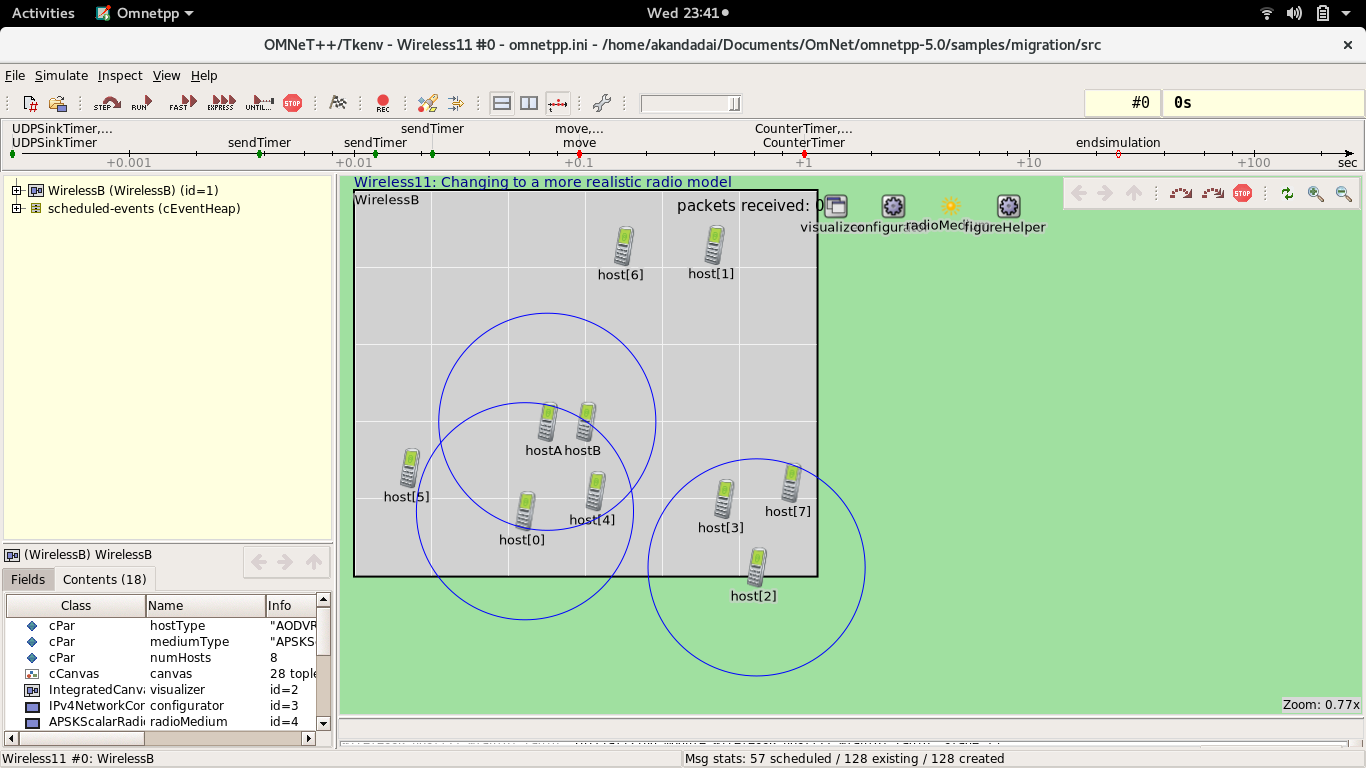 Activities Omnetpp Wed 23:41
OMNeT++/Tkenv - Wireless11 #0 - omnetpp.ini - /home/akandadai/Documents/OmNet/omnetpp-5.0/samples/migration/src
File Simulate Inspect View Help
STEP RUN FAST EXPRESS UNTIL... STOP REC #0 0s
UDPSinkTimer,... sendTimer move,... CounterTimer,...
UDPSinkTimer sendTimer sendTimer move CounterTimer endsimulation
+0.001 +0.01 +0.1 +1 +10 +100 sec
WirelessB (WirelessB) (id=1)
scheduled-events (cEventHeap)
Wireless11: Changing to a more realistic radio model
WirelessB
packets received: 0
STOP
visualizer configurator radioMedium figureHelper
host[6] host[1]
hostA hostB
host[5]
host[4]
host[0]
host[7]
host[3]
host[2]
Zoom: 0.77x
(WirelessB) WirelessB
Fields Contents (18)
Class Name Info
cPar hostType "AODVR
cPar mediumType "APSKS
cPar numHosts 8
cCanvas canvas 28 tople
IntegratedCanv visualizer id=2
IPv4NetworkCor configurator id=3
APSKScalarRadi radioMedium id=4
Wireless11 #0: WirelessB
Msg stats: 57 scheduled / 128 existing / 128 created